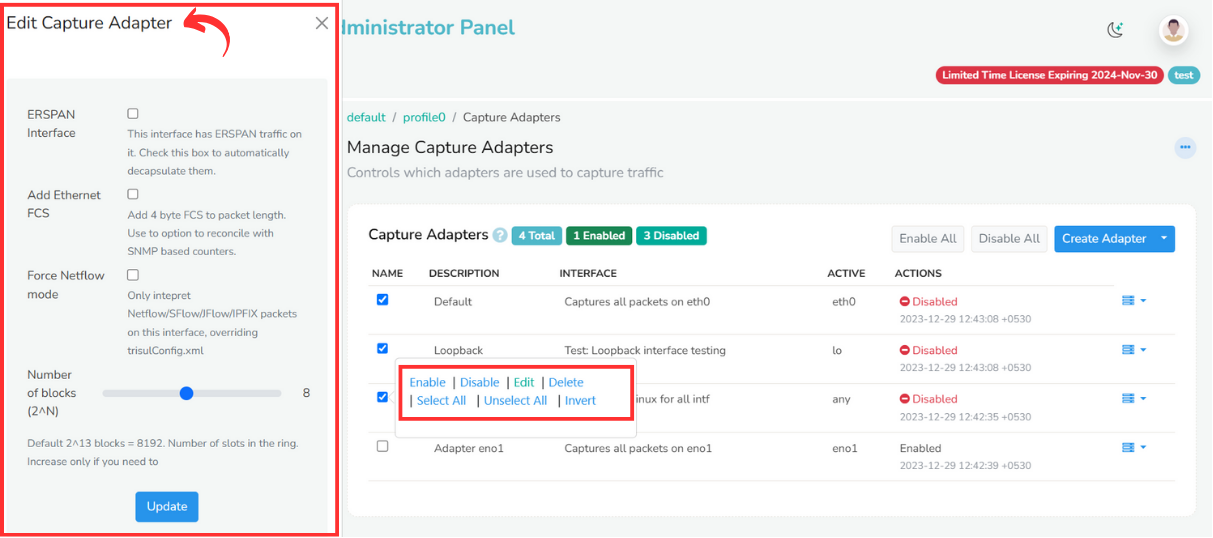 Edit Capture Adapter
ERSPAN
Interface
This interface has ERSPAN traffic on
it. Check this box to automatically
decapsulate them.
Add Ethernet
FCS
Add 4 byte FCS to packet length.
Use to option to reconcile with
SNMP based counters.
Force Netflow
mode
Only intepret
Netflow/SFlow/JFlow/IPFIX packets
on this interface, overriding
trisulConfig.xml
Number
of blocks
(2^N)
8
Default 2^13 blocks = 8192. Number of slots in the ring.
Increase only if you need to
Update
dministrator Panel
Limited Time License Expiring 2024-Nov-30 test
default / profile0 / Capture Adapters
Manage Capture Adapters
Controls which adapters are used to capture traffic
Capture Adapters ? 4 Total 1 Enabled 3 Disabled Enable All Disable All Create Adapter
NAME DESCRIPTION INTERFACE ACTIVE ACTIONS
Default Captures all packets on eth0 eth0 Disabled
2023-12-29 12:43:08 +0530
Loopback Test: Loopback interface testing lo Disabled
2023-12-29 12:43:08 +0530
Enable | Disable | Edit | Delete
| Select All | Unselect All | Invert
inux for all intf any Disabled
2023-12-29 12:42:35 +0530
Adapter eno1 Captures all packets on eno1 eno1 Enabled
2023-12-29 12:42:39 +0530